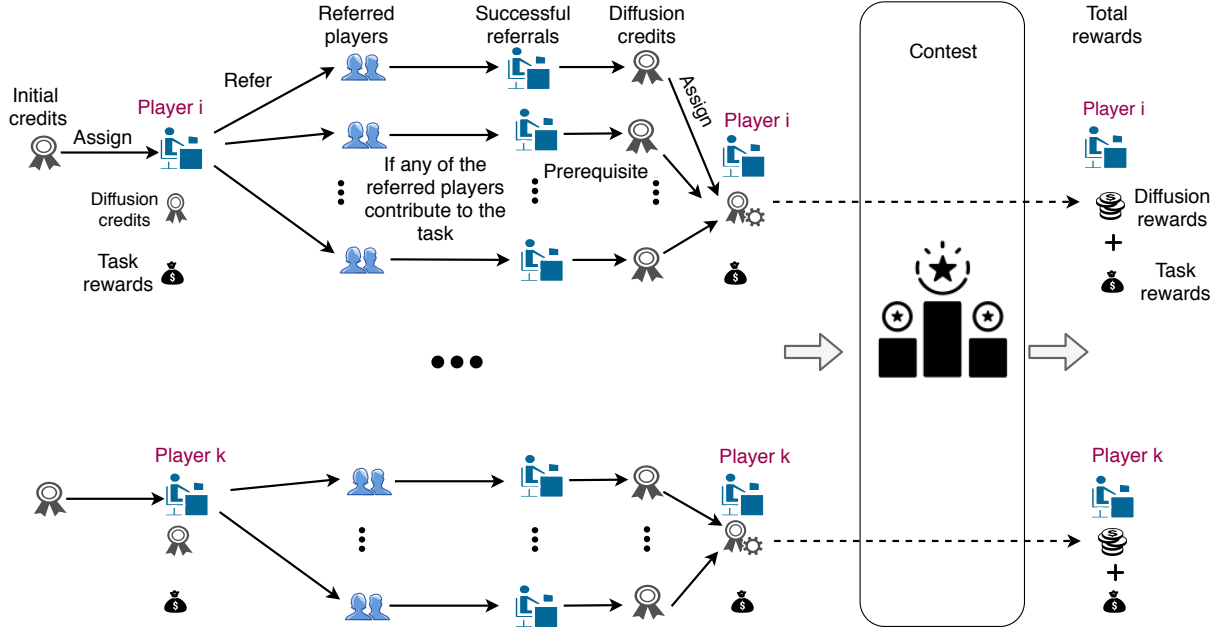 Referred
players
Successful
referrals
Diffusion
credits
Total
rewards
Contest
Refer
Initial
credits
Player i
Assign
Assign
Player i
Player i
If any of the
referred players
contribute to the
task
Prerequisite
Diffusion
credits
Diffusion
rewards
+
Task
rewards
$
$
$
Task
rewards
Player k
Player k
Player k
+
$
$
$